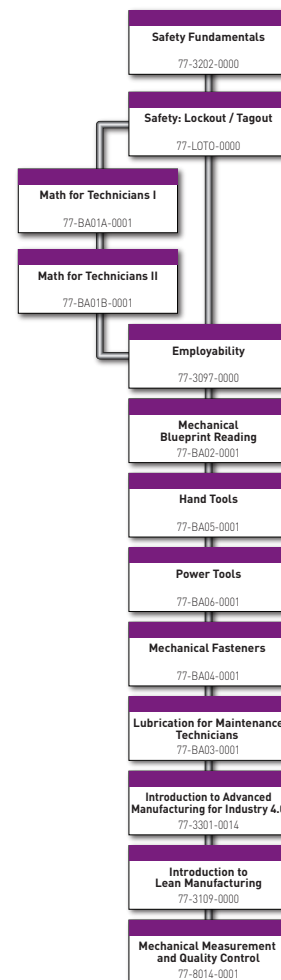 Safety Fundamentals
77-3202-0000
Safety: Lockout / Tagout
77-LOTO-0000
Math for Technicians I
77-BA01A-0001
Math for Technicians II
77-BA01B-0001
Employability
77-3097-0000
Mechanical
Blueprint Reading
77-BA02-0001
Hand Tools
77-BA05-0001
Power Tools
77-BA06-0001
Mechanical Fasteners
77-BA04-0001
Lubrication for Maintenance
Technicians
77-BA03-0001
Introduction to Advanced
Manufacturing for Industry 4.0
77-3301-0014
Introduction to
Lean Manufacturing
77-3109-0000
Mechanical Measurement
and Quality Control
77-8014-0001